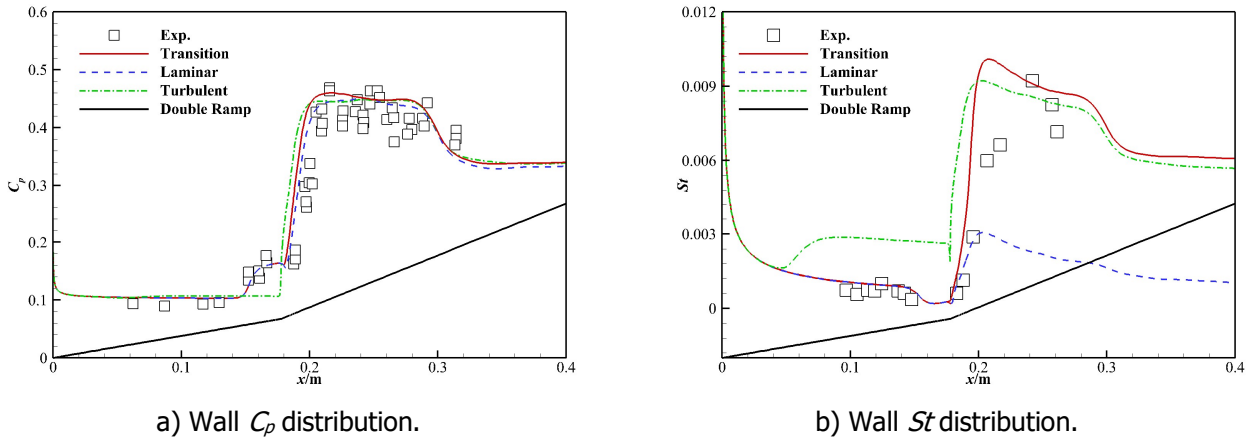 0.6
0.5
0.4
0.3
0.2
0.1
0
Cp
Exp.
Transition
Laminar
Turbulent
Double Ramp
0 0.1 0.2 0.3 0.4
x/m
a) Wall Cp distribution.
0.012
0.009
0.006
0.003
0
St
Exp.
Transition
Laminar
Turbulent
Double Ramp
0 0.1 0.2 0.3 0.4
x/m
b) Wall St distribution.